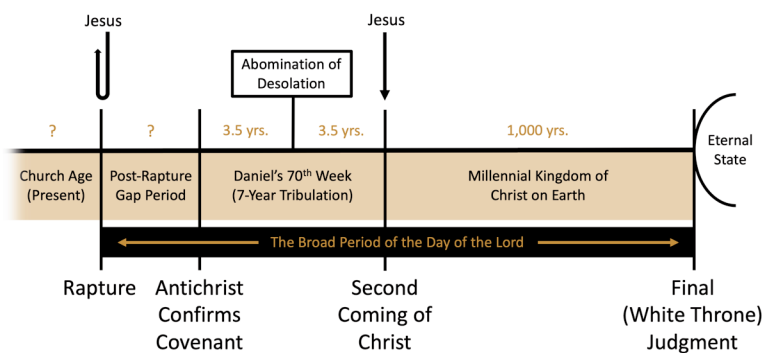 Jesus
Jesus
Abomination of
Desolation
?
?
3.5 yrs.
3.5 yrs.
1,000 yrs.
Eternal
State
Church Age
(Present)
Post-Rapture
Gap Period
Daniel's 70th Week
(7-Year Tribulation)
Millennial Kingdom of
Christ on Earth
The Broad Period of the Day of the Lord
Rapture
Antichrist
Confirms
Covenant
Second
Coming of
Christ
Final
(White Throne)
Judgment